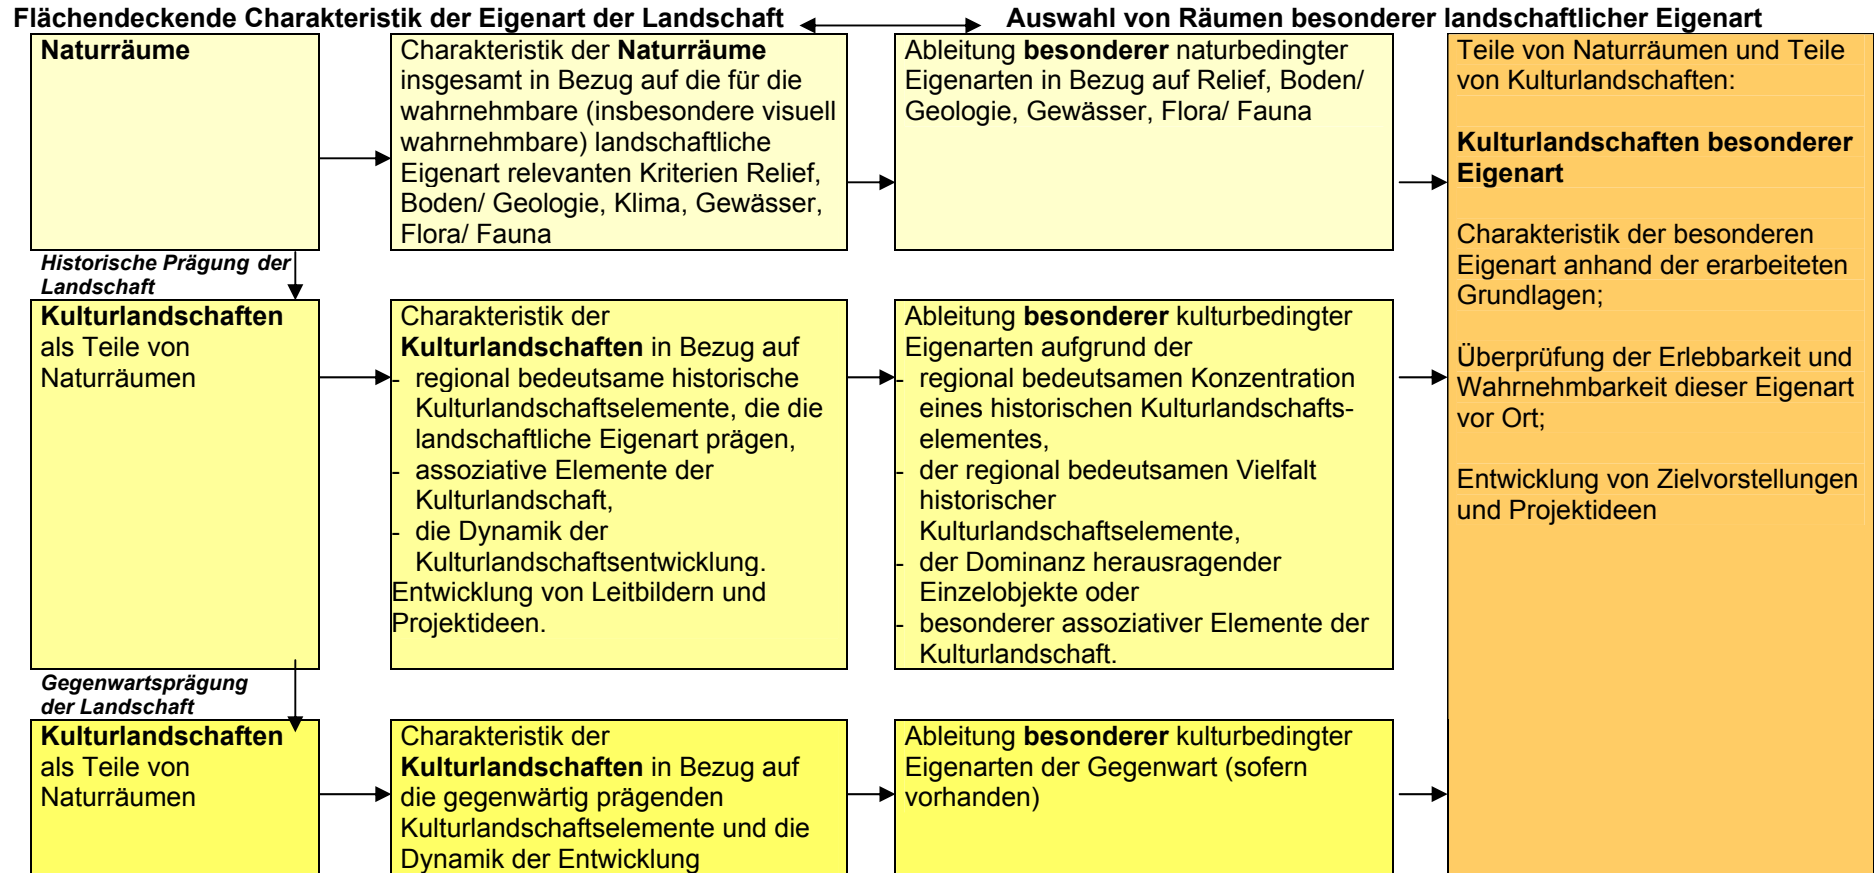 Flächendeckende Charakteristik der Eigenart der Landschaft
Auswahl von Räumen besonderer landschaftlicher Eigenart
Naturräume
Charakteristik der Naturräume
insgesamt in Bezug auf die für die
wahrnehmbare (insbesondere visuell
wahrnehmbare) landschaftliche
Eigenart relevanten Kriterien Relief,
Boden/ Geologie, Klima, Gewässer,
Flora/ Fauna
Ableitung besonderer naturbedingter
Eigenarten in Bezug auf Relief, Boden/
Geologie, Gewässer, Flora/ Fauna
Historische Prägung der
Landschaft
Kulturlandschaften
als Teile von
Naturräumen
Charakteristik der
Kulturlandschaften in Bezug auf
- regional bedeutsame historische
Kulturlandschaftselemente, die die
landschaftliche Eigenart prägen,
- assoziative Elemente der
Kulturlandschaft,
- die Dynamik der
Kulturlandschaftsentwicklung.
Entwicklung von Leitbildern und
Projektideen.
Ableitung besonderer kulturbedingter
Eigenarten aufgrund der
- regional bedeutsamen Konzentration
eines historischen Kulturlandschafts-
elementes,
- der regional bedeutsamen Vielfalt
historischer
Kulturlandschaftselemente,
- der Dominanz herausragender
Einzelobjekte oder
- besonderer assoziativer Elemente der
Kulturlandschaft.
Gegenwartsprägung
der Landschaft
Kulturlandschaften
als Teile von
Naturräumen
Charakteristik der
Kulturlandschaften in Bezug auf
die gegenwärtig prägenden
Kulturlandschaftselemente und die
Dynamik der Entwicklung
Ableitung besonderer kulturbedingter
Eigenarten der Gegenwart (sofern
vorhanden)
Teile von Naturräumen und Teile
von Kulturlandschaften:
Kulturlandschaften besonderer
Eigenart
Charakteristik der besonderen
Eigenart anhand der erarbeiteten
Grundlagen;
Überprüfung der Erlebbarkeit und
Wahrnehmbarkeit dieser Eigenart
vor Ort;
Entwicklung von Zielvorstellungen
und Projektideen